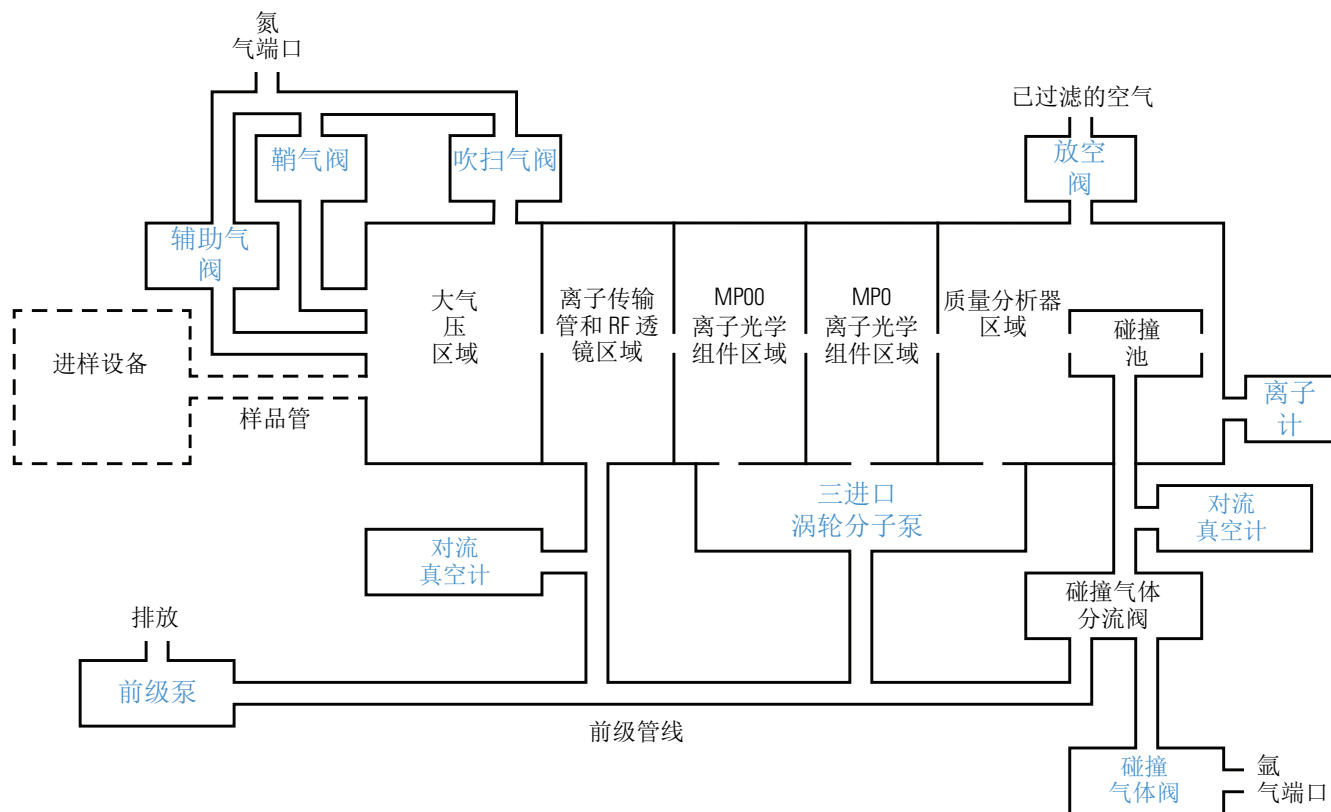 氮
气端口
已过滤的空气
鞘气阀
吹扫气阀
放空
阀
辅助气
阀
大气
压
区域
离子传输
管和 RF 透
镜区域
MP00
离子光学
组件区域
MP0
离子光学
组件区域
质量分析器
区域
碰撞
池
进样设备
样品管
离子
计
三进口
涡轮分子泵
对流
真空计
对流
真空计
碰撞气体
分流阀
排放
前级泵
前级管线
碰撞
气体阀
氩
气端口